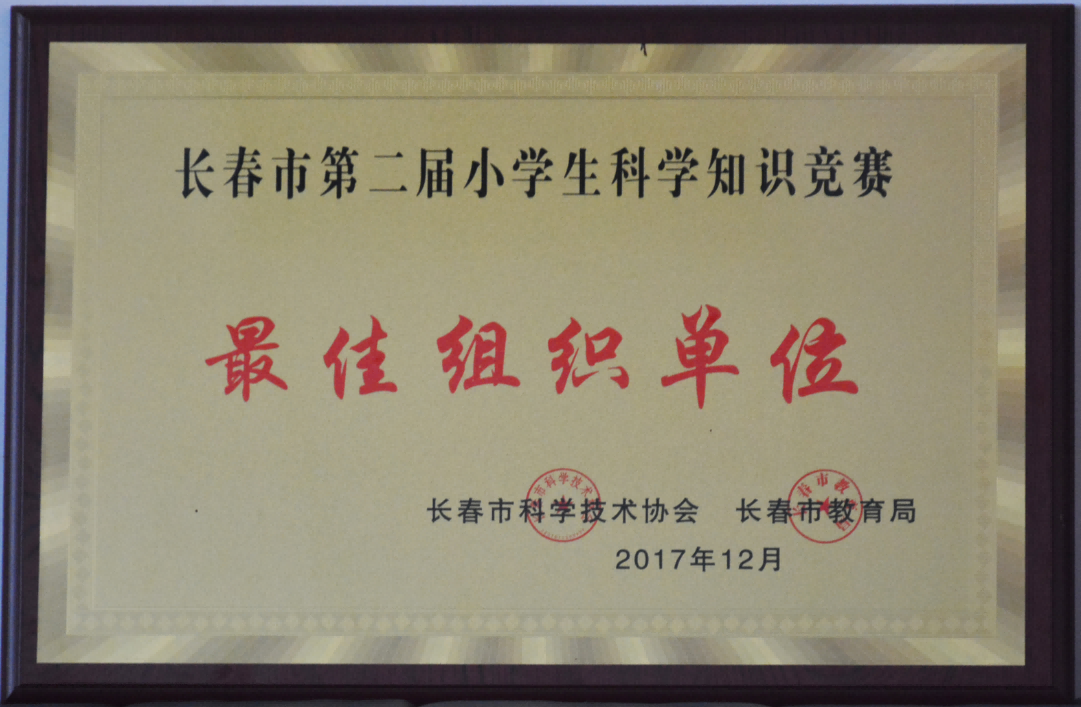 长春市第二届小学生科学知识竞赛
最佳组织单位
长春市科学技术协会 长春市教育局
2017年12月